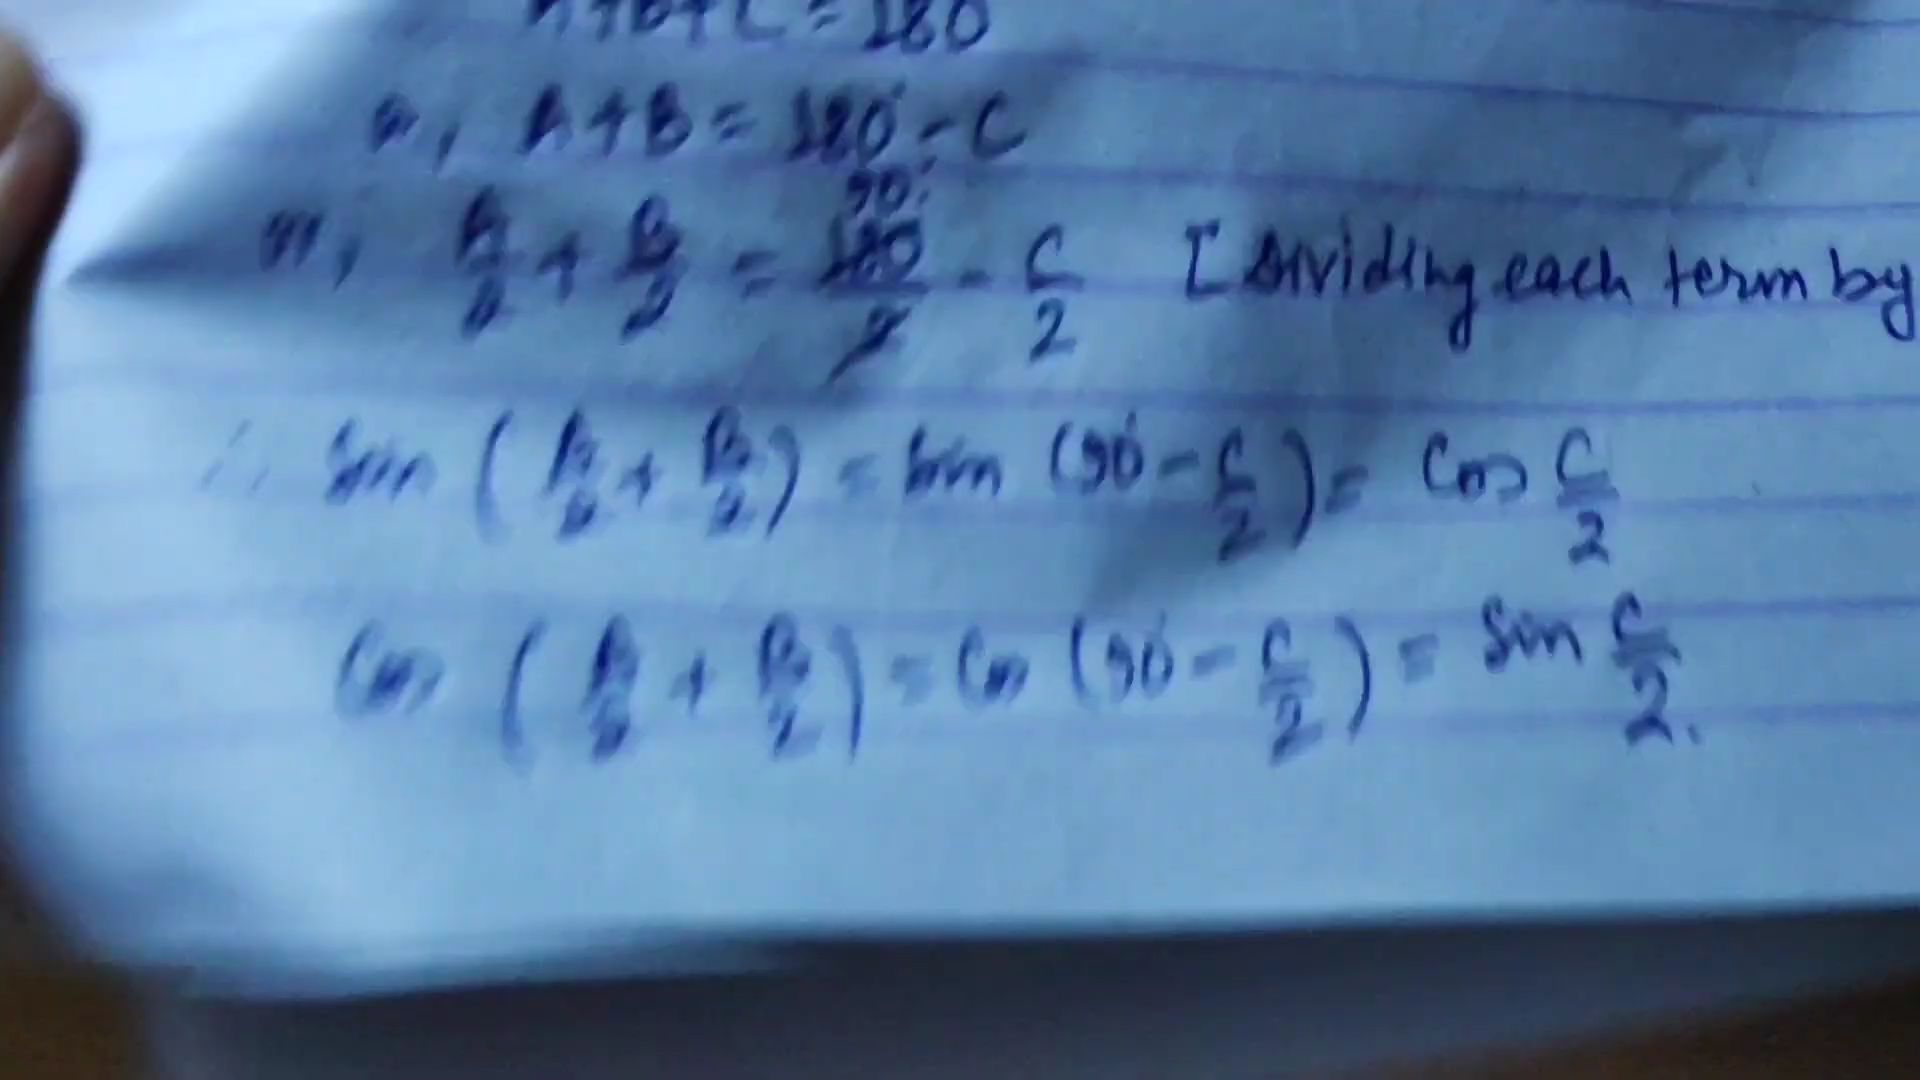 A+B+C = 180
or, A+B = 180° - C
or, A/2 + B/2 = 180/2 90° - C/2 [Dividing each term by
∴ Sin (A/2 + B/2) = Sin (90° - C/2) = Cos C/2
Cos (A/2 + B/2) = Cos (90° - C/2) = Sin C/2.